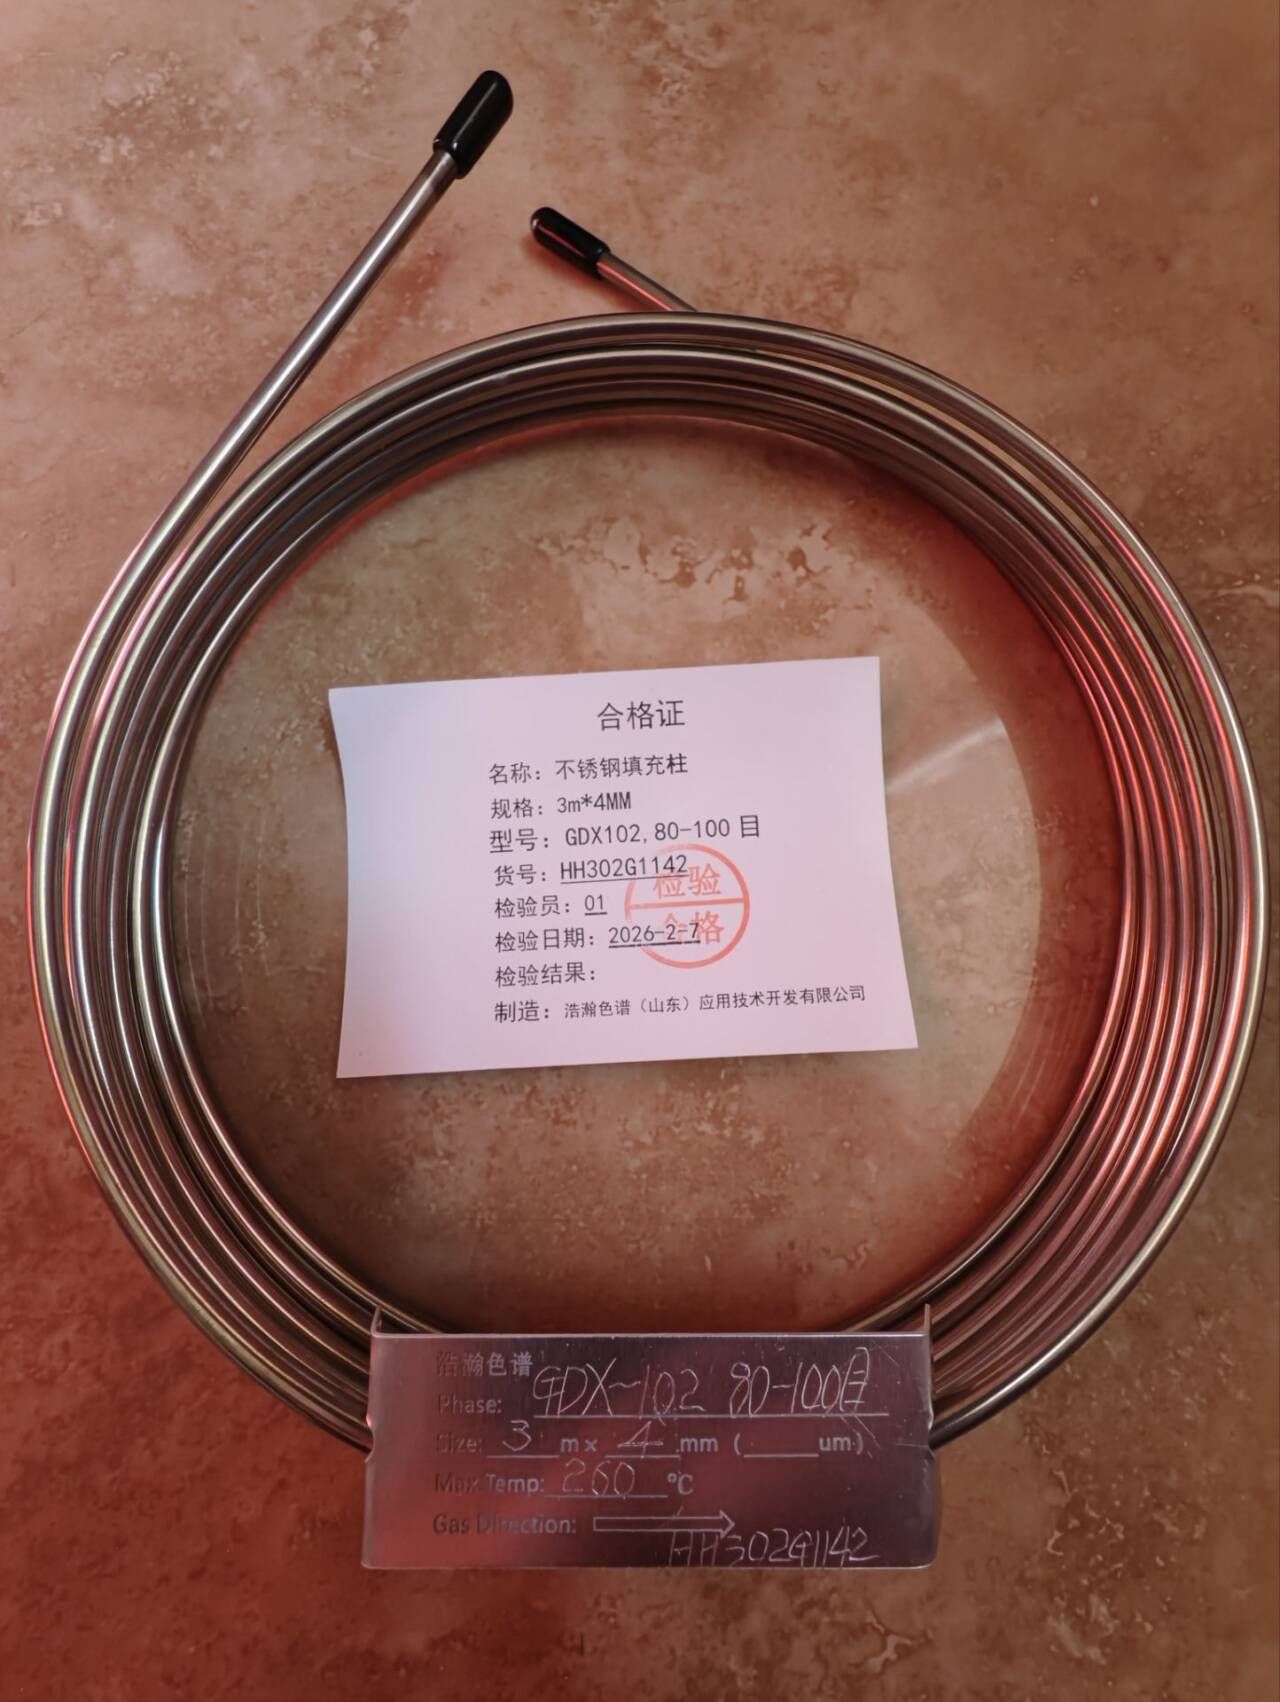 合格证
名称：不锈钢填充柱
规格：3m*4MM
型号：GDX102,80-100 目
货号：HH302G1142
检验员：01
检验日期：2026-2-7
检验结果：
制造：浩瀚色谱（山东）应用技术开发有限公司
检验
合格
浩瀚色谱
Phase: GDX-102 80-100目
Size: 3 m× 4 mm ( um )
Max Temp: 260 ℃
Gas Direction:
HH302G1142